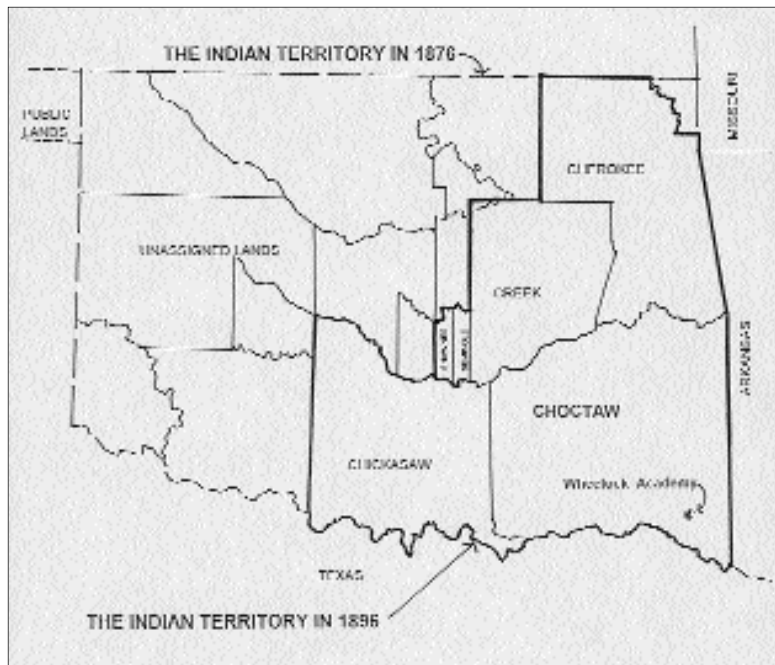 THE INDIAN TERRITORY IN 1876
PUBLIC
LANDS
MISSOURI
CHEROKEE
UNASSIGNED LANDS
CREEK
ARKANSAS
CHOCTAW
CHICKASAW
Wheelock Academy
TEXAS
THE INDIAN TERRITORY IN 1896